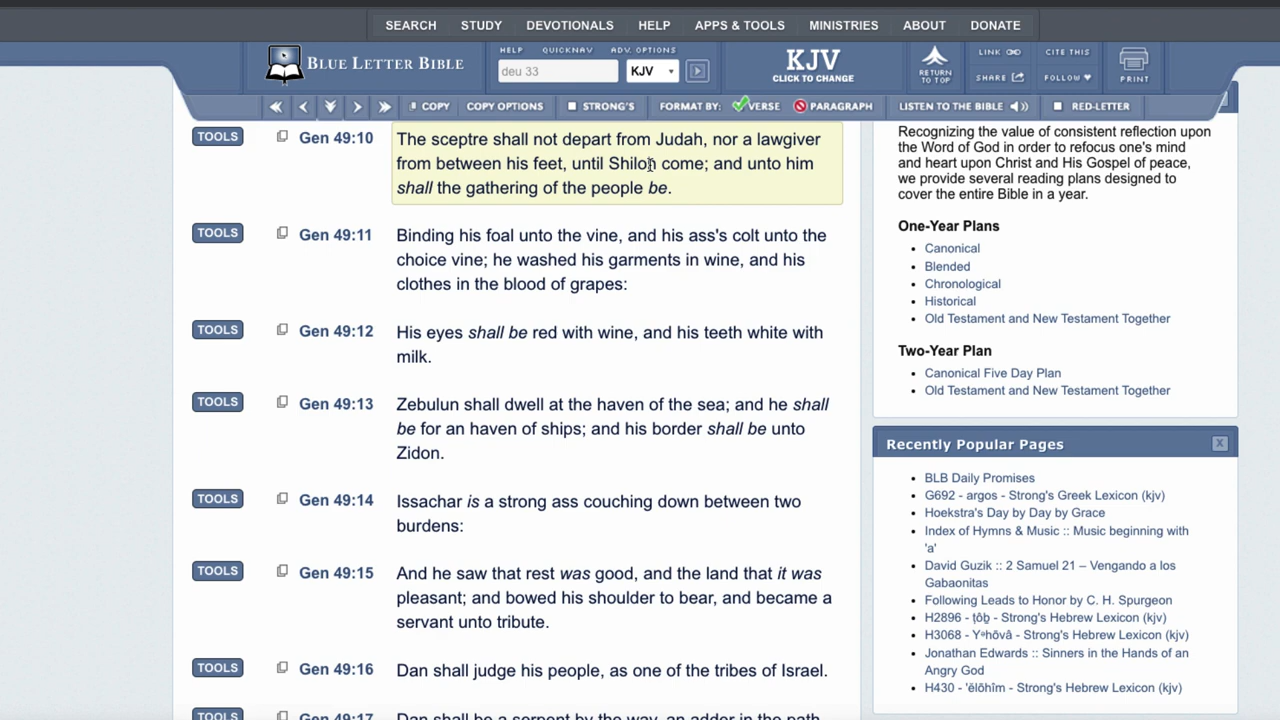 SEARCH STUDY DEVOTIONALS HELP APPS & TOOLS MINISTRIES ABOUT DONATE
BLUE LETTER BIBLE
HELP QUICKNAV ADV. OPTIONS
deu 33 KJV
KJV
CLICK TO CHANGE
RETURN
TO TOP
LINK CITE THIS
SHARE FOLLOW
PRINT
COPY COPY OPTIONS STRONG'S FORMAT BY: VERSE PARAGRAPH LISTEN TO THE BIBLE RED-LETTER
TOOLS Gen 49:10 The sceptre shall not depart from Judah, nor a lawgiver
from between his feet, until Shiloh come; and unto him
shall the gathering of the people be.
TOOLS Gen 49:11 Binding his foal unto the vine, and his ass's colt unto the
choice vine; he washed his garments in wine, and his
clothes in the blood of grapes:
TOOLS Gen 49:12 His eyes shall be red with wine, and his teeth white with
milk.
TOOLS Gen 49:13 Zebulun shall dwell at the haven of the sea; and he shall
be for an haven of ships; and his border shall be unto
Zidon.
TOOLS Gen 49:14 Issachar is a strong ass couching down between two
burdens:
TOOLS Gen 49:15 And he saw that rest was good, and the land that it was
pleasant; and bowed his shoulder to bear, and became a
servant unto tribute.
TOOLS Gen 49:16 Dan shall judge his people, as one of the tribes of Israel.
TOOLS Gen 49:17 Dan shall be a serpent by the way, an adder in the path
Recognizing the value of consistent reflection upon
the Word of God in order to refocus one's mind
and heart upon Christ and His Gospel of peace,
we provide several reading plans designed to
cover the entire Bible in a year.
One-Year Plans
Canonical
Blended
Chronological
Historical
Old Testament and New Testament Together
Two-Year Plan
Canonical Five Day Plan
Old Testament and New Testament Together
Recently Popular Pages
BLB Daily Promises
G692 - argos - Strong's Greek Lexicon (kjv)
Hoekstra's Day by Day by Grace
Index of Hymns & Music :: Music beginning with
'a'
David Guzik :: 2 Samuel 21 – Vengando a los
Gabaonitas
Following Leads to Honor by C. H. Spurgeon
H2896 - ṭôḇ - Strong's Hebrew Lexicon (kjv)
H3068 - Yᵊhōvâ - Strong's Hebrew Lexicon (kjv)
Jonathan Edwards :: Sinners in the Hands of an
Angry God
H430 - 'ĕlōhîm - Strong's Hebrew Lexicon (kjv)